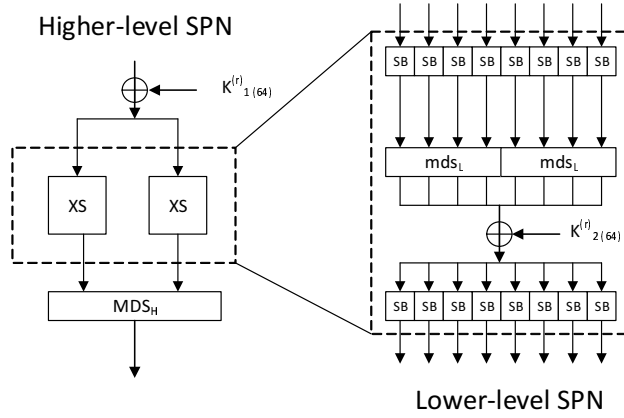 Higher-level SPN
K(r)1 (64)
XS XS
MDSH
SB SB SB SB SB SB SB SB
mdsL mdsL
K(r)2 (64)
SB SB SB SB SB SB SB SB
Lower-level SPN